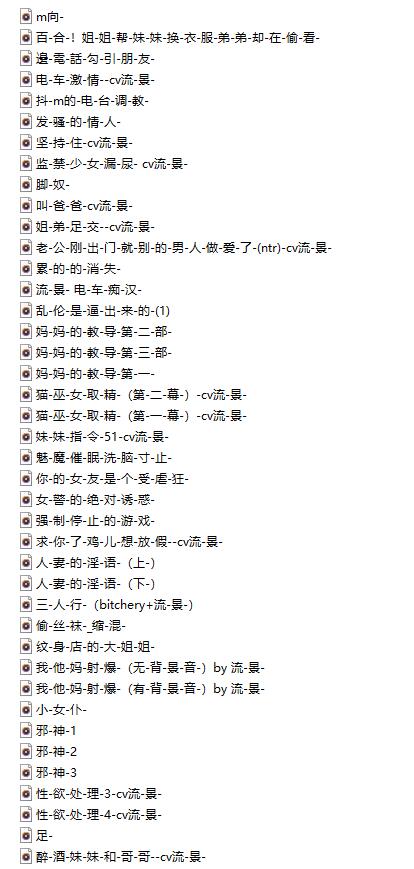 m向-
百-合-！姐-姐-帮-妹-妹-换-衣-服-弟-弟-却-在-偷-看-
邊-電-話-勾-引-朋-友-
电-车-激-情--cv流-景-
抖-m的-电-台-调-教-
发-骚-的-情-人-
坚-持-住-cv流-景-
监-禁-少-女-漏-尿- cv流-景-
脚-奴-
叫-爸-爸-cv流-景-
姐-弟-足-交--cv流-景-
老-公-刚-出-门-就-别-的-男-人-做-爱-了-(ntr)-cv流-景-
累-的-的-消-失-
流-景- 电-车-痴-汉-
乱-伦-是-逼-出-来-的-(1)
妈-妈-的-教-导-第-二-部-
妈-妈-的-教-导-第-三-部-
妈-妈-的-教-导-第-一-
猫-巫-女-取-精-（第-二-幕-）-cv流-景-
猫-巫-女-取-精-（第-一-幕-）-cv流-景-
妹-妹-指-令-51-cv流-景-
魅-魔-催-眠-洗-脑-寸-止-
你-的-女-友-是-个-受-虐-狂-
女-警-的-绝-对-诱-惑-
强-制-停-止-的-游-戏-
求-你-了-鸡-儿-想-放-假--cv流-景-
人-妻-的-淫-语-（上-）
人-妻-的-淫-语-（下-）
三-人-行-（bitchery+流-景-）
偷-丝-袜-_缩-混-
纹-身-店-的-大-姐-姐-
我-他-妈-射-爆-（无-背-景-音-）by 流-景-
我-他-妈-射-爆-（有-背-景-音-）by 流-景-
小-女-仆-
邪-神-1
邪-神-2
邪-神-3
性-欲-处-理-3-cv流-景-
性-欲-处-理-4-cv流-景-
足-
醉-酒-妹-妹-和-哥-哥--cv流-景-